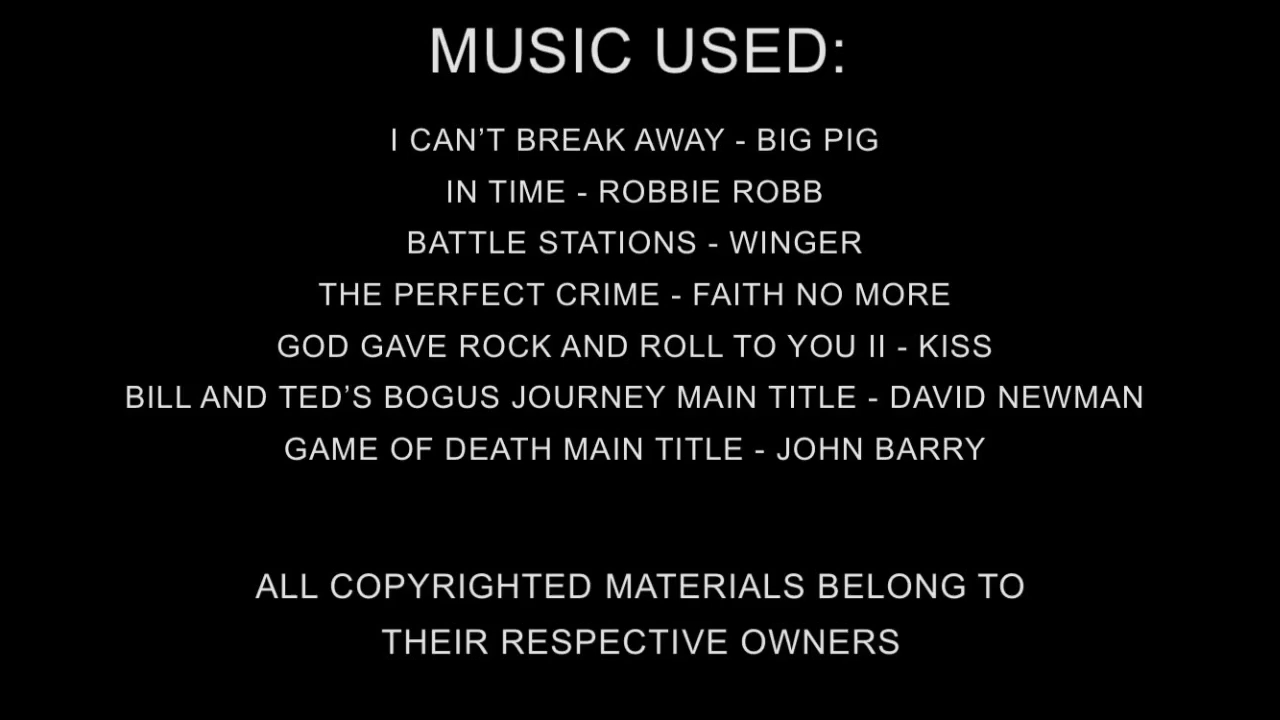 MUSIC USED:
I CAN’T BREAK AWAY - BIG PIG
IN TIME - ROBBIE ROBB
BATTLE STATIONS - WINGER
THE PERFECT CRIME - FAITH NO MORE
GOD GAVE ROCK AND ROLL TO YOU II - KISS
BILL AND TED’S BOGUS JOURNEY MAIN TITLE - DAVID NEWMAN
GAME OF DEATH MAIN TITLE - JOHN BARRY
ALL COPYRIGHTED MATERIALS BELONG TO
THEIR RESPECTIVE OWNERS